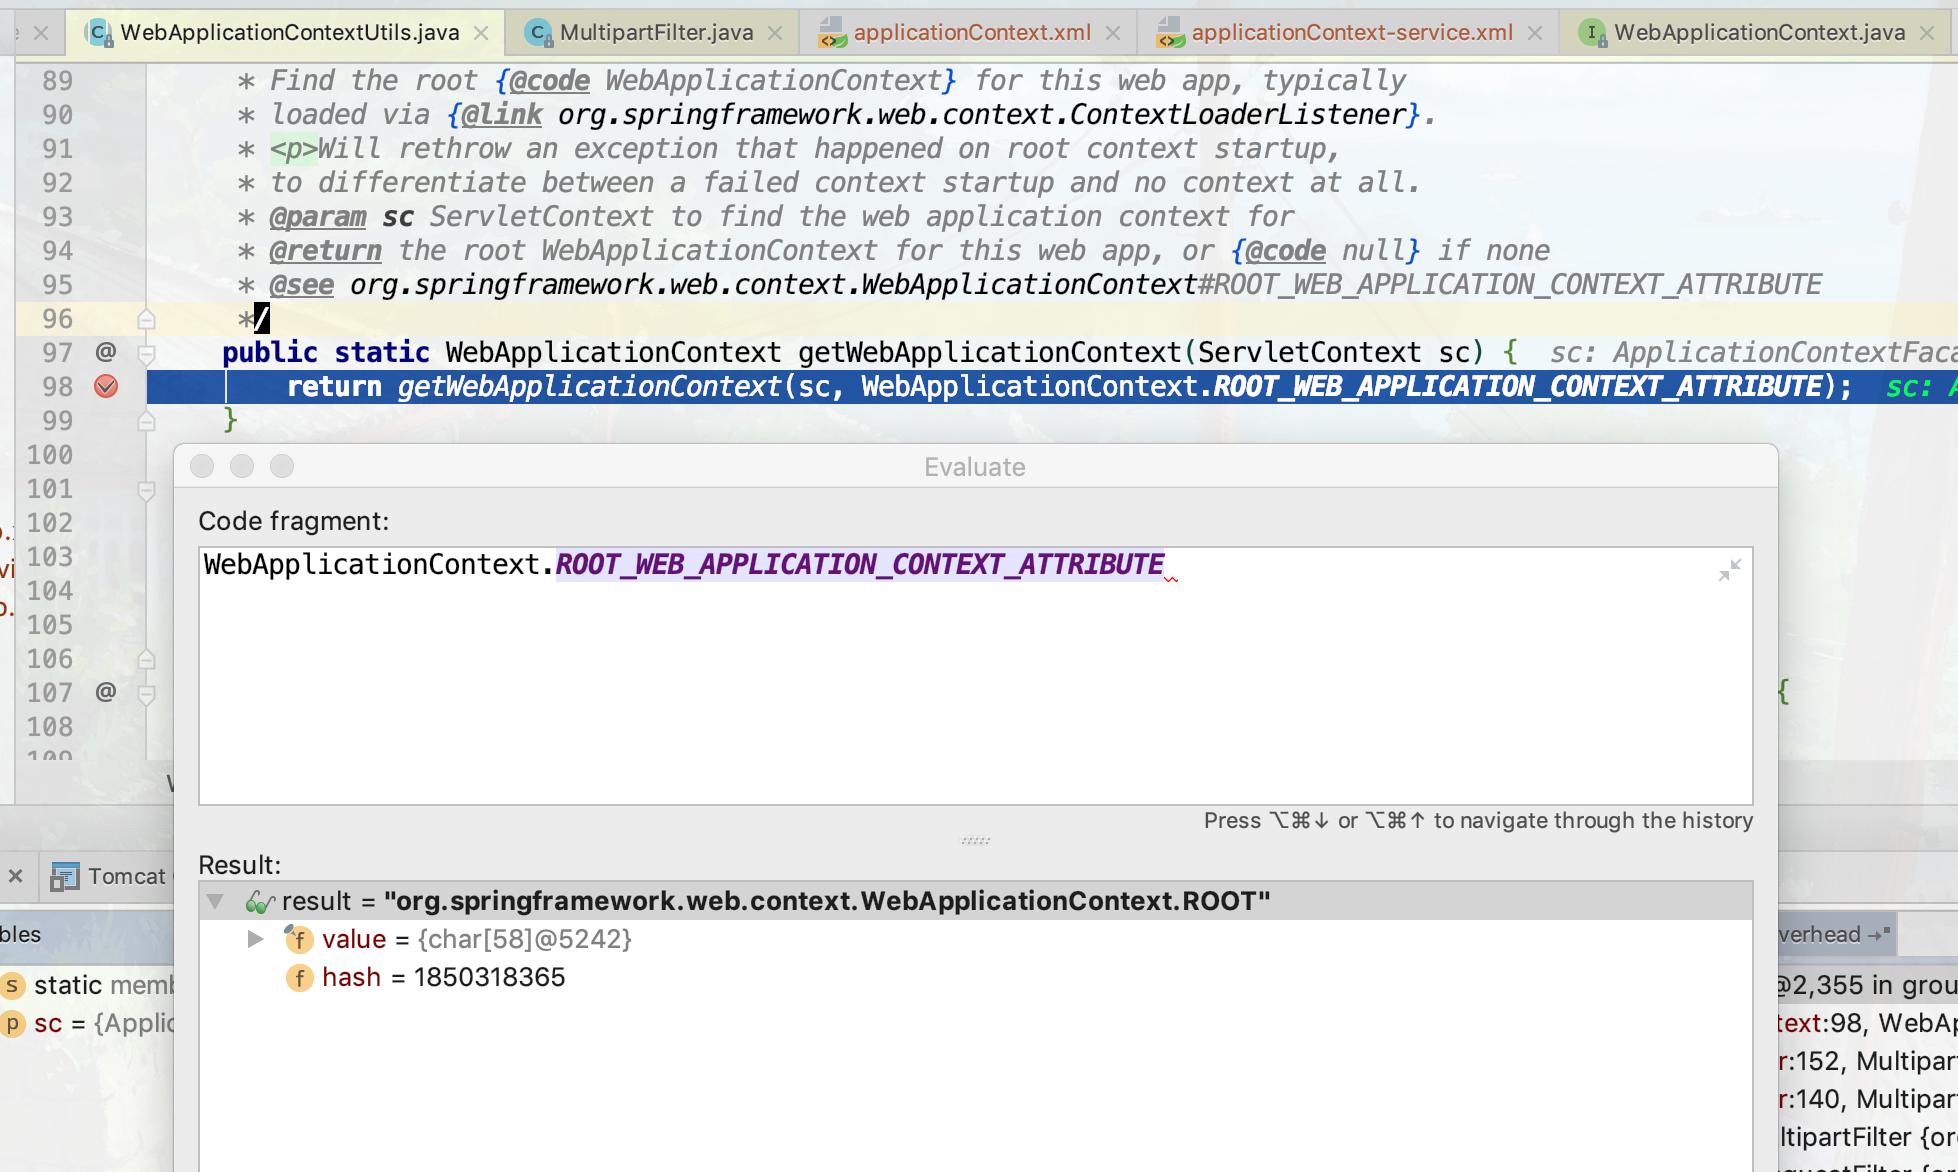 WebApplicationContextUtils.java MultipartFilter.java applicationContext.xml applicationContext-service.xml WebApplicationContext.java
89 * Find the root {@code WebApplicationContext} for this web app, typically
90 * loaded via {@link org.springframework.web.context.ContextLoaderListener}.
91 * <p>Will rethrow an exception that happened on root context startup,
92 * to differentiate between a failed context startup and no context at all.
93 * @param sc ServletContext to find the web application context for
94 * @return the root WebApplicationContext for this web app, or {@code null} if none
95 * @see org.springframework.web.context.WebApplicationContext#ROOT_WEB_APPLICATION_CONTEXT_ATTRIBUTE
96 */
97 @ public static WebApplicationContext getWebApplicationContext(ServletContext sc) { sc: ApplicationContextFaca
98 return getWebApplicationContext(sc, WebApplicationContext.ROOT_WEB_APPLICATION_CONTEXT_ATTRIBUTE); sc: A
99 }
100
101
102
103
104
105
106
107 @ {
108
109
Evaluate
Code fragment:
WebApplicationContext.ROOT_WEB_APPLICATION_CONTEXT_ATTRIBUTE
Press ⌥⌘↓ or ⌥⌘↑ to navigate through the history
Result:
result = "org.springframework.web.context.WebApplicationContext.ROOT"
value = {char[58]@5242}
hash = 1850318365
Tomcat
bles
s static memb
p sc = {Applic
verhead
@2,355 in grou
text:98, WebAp
r:152, Multipar
r:140, Multipar
ltipartFilter {or